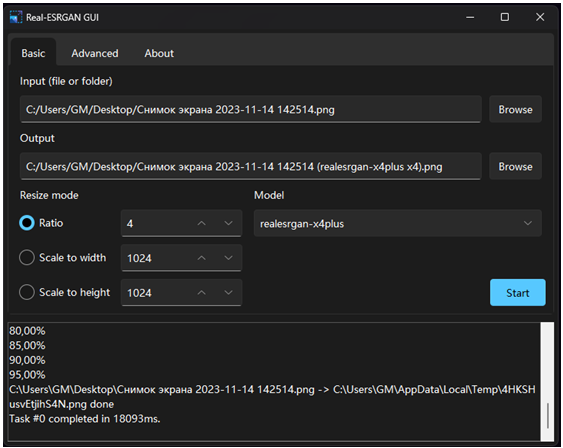 Real-ESRGAN GUI
Basic Advanced About
Input (file or folder)
C:/Users/GM/Desktop/Снимок экрана 2023-11-14 142514.png Browse
Output
C:/Users/GM/Desktop/Снимок экрана 2023-11-14 142514 (realesrgan-x4plus x4).png Browse
Resize mode Model
Ratio 4 realesrgan-x4plus
Scale to width 1024
Scale to height 1024 Start
80,00%
85,00%
90,00%
95,00%
C:\Users\GM\Desktop\Снимок экрана 2023-11-14 142514.png -> C:\Users\GM\AppData\Local\Temp\4HKSH
usvEtJihS4N.png done
Task #0 completed in 18093ms.